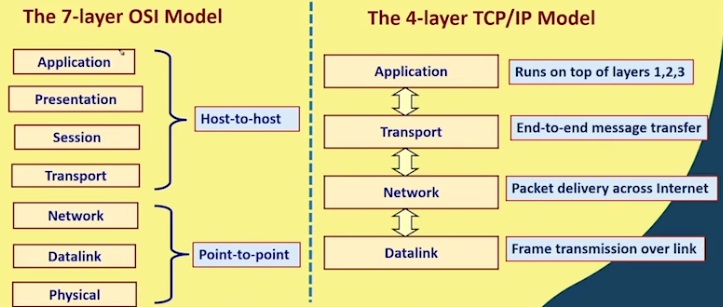 The 7-layer OSI Model
Application
Presentation
Session
Transport
Network
Datalink
Physical
Host-to-host
Point-to-point
The 4-layer TCP/IP Model
Application
Runs on top of layers 1,2,3
Transport
End-to-end message transfer
Network
Packet delivery across Internet
Datalink
Frame transmission over link